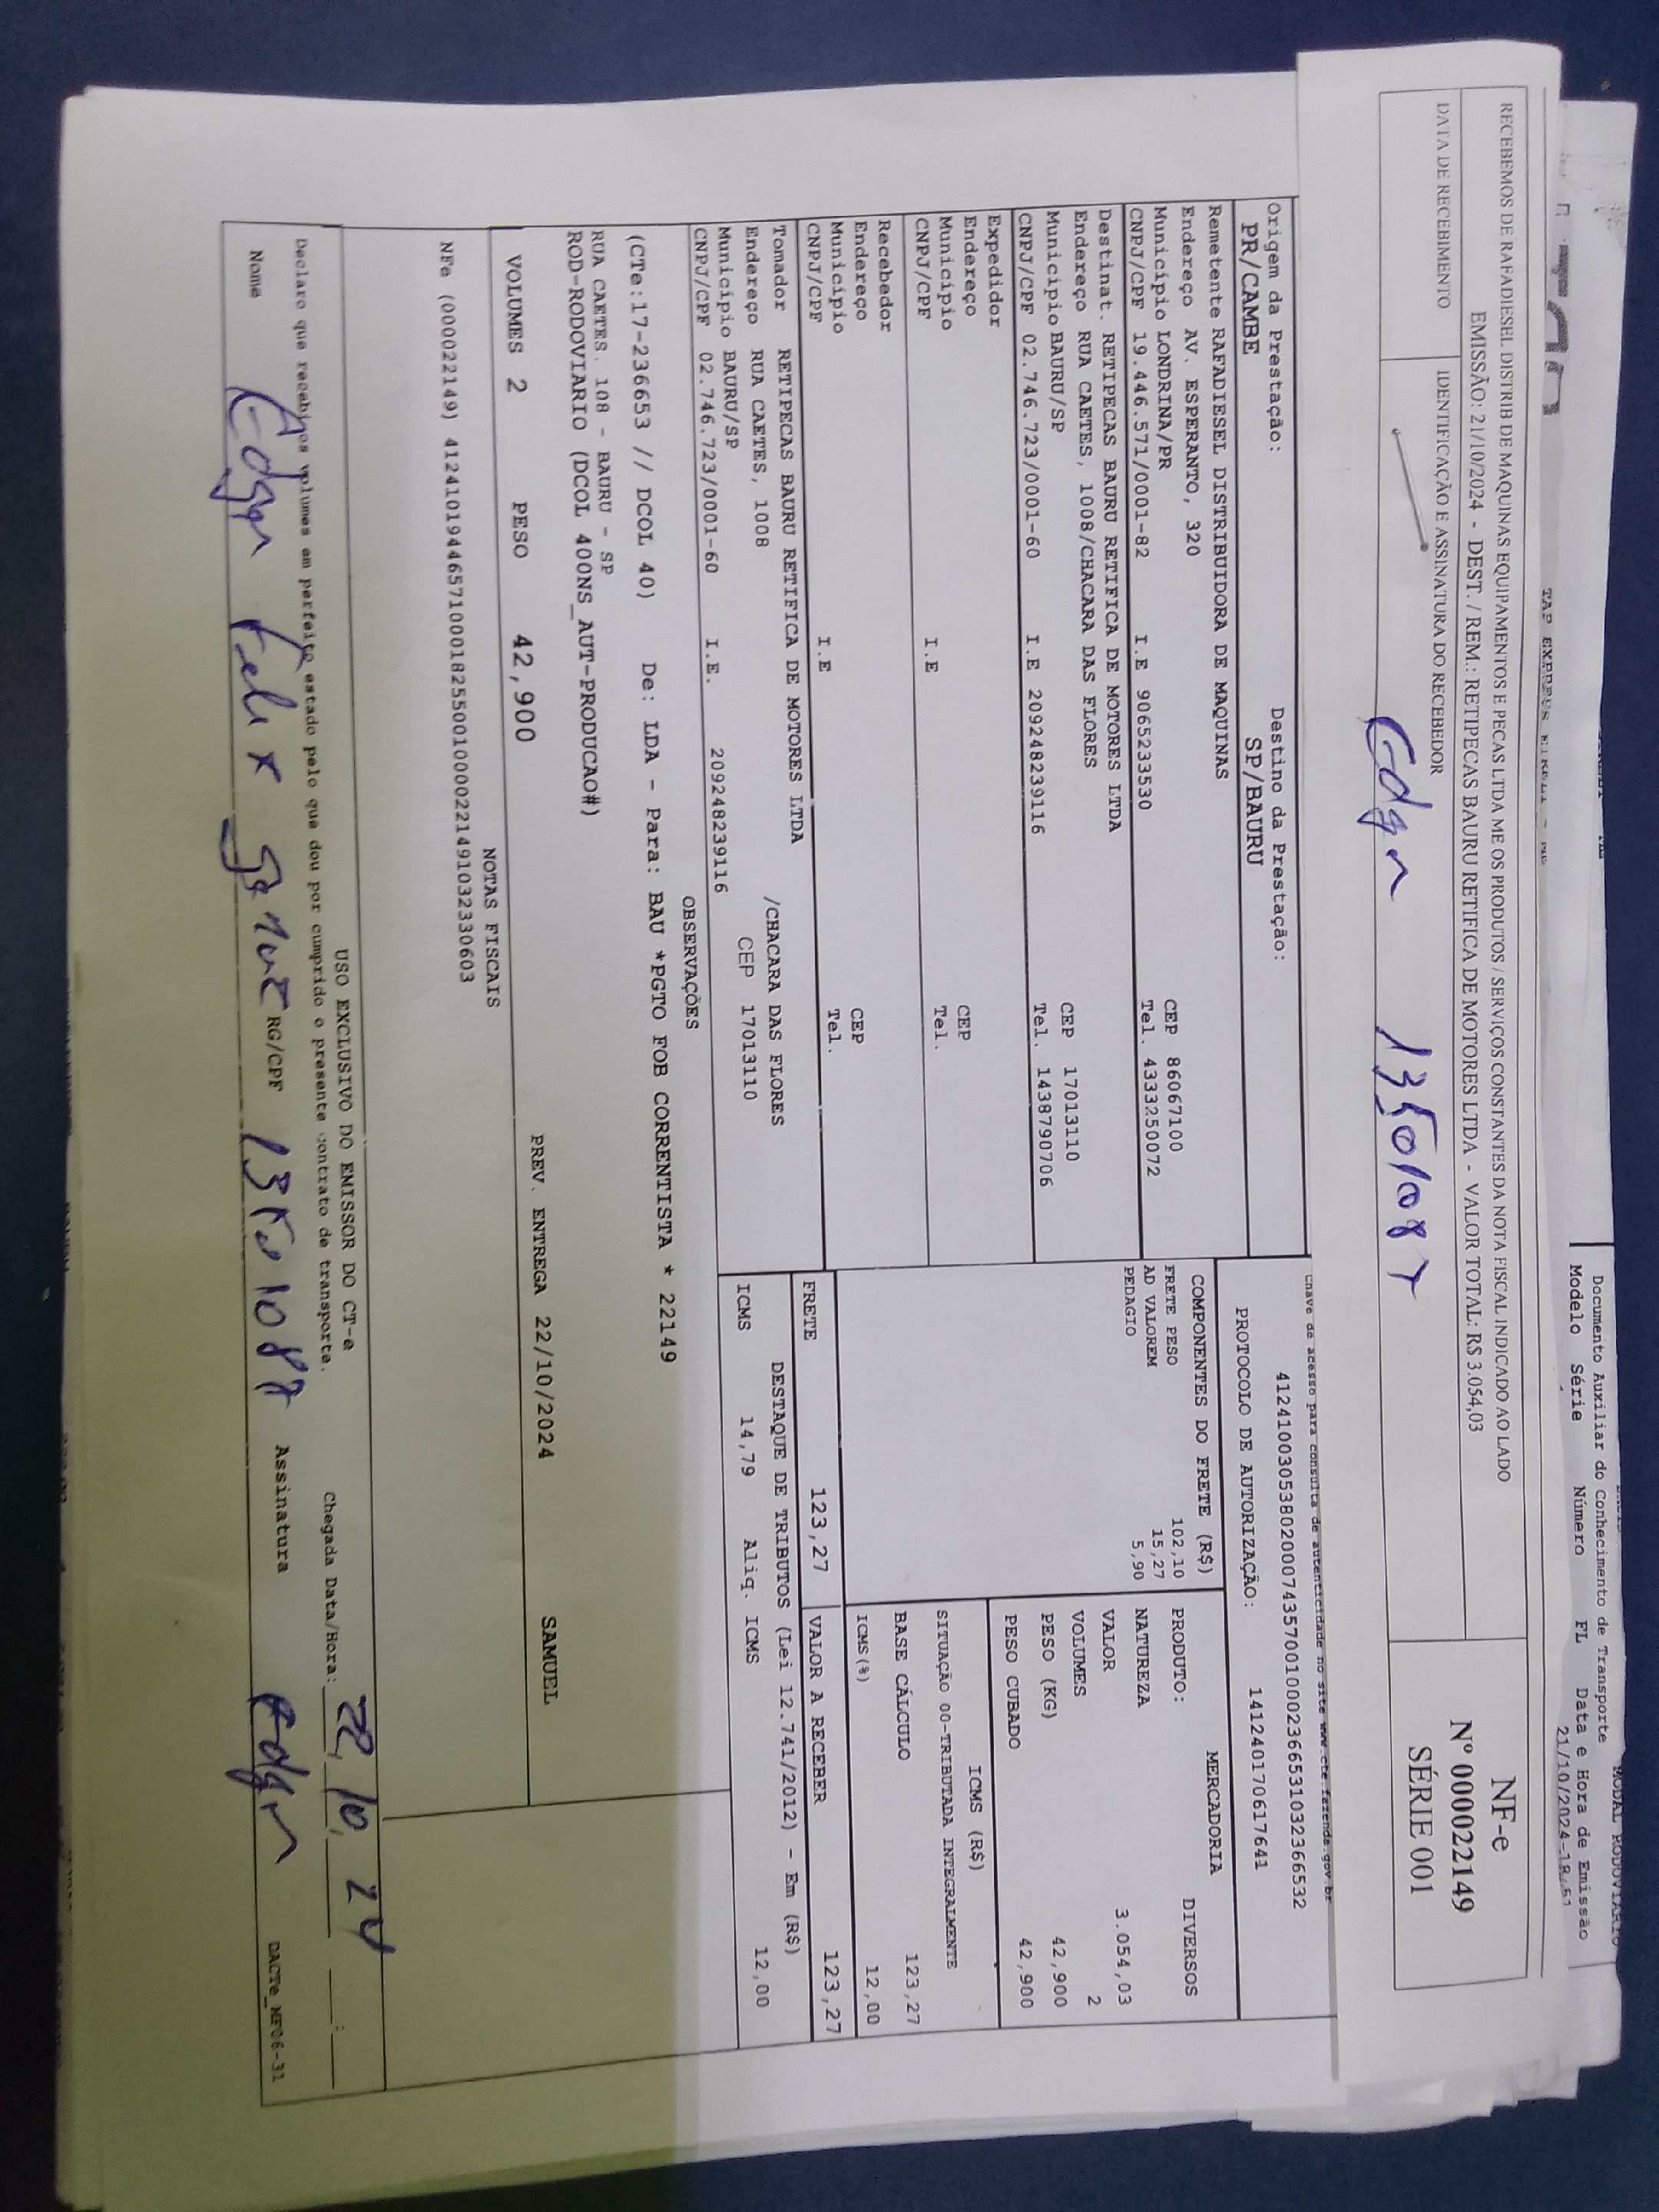 TAP EXPRESS EIRELI - ME
Documento Auxiliar do Conhecimento de Transporte
MODAL RODOVIARIO
Modelo Série Número FL Data e Hora de Emissão
21/10/2024-18:51
RECEBEMOS DE RAFADIESEL DISTRIB DE MAQUINAS EQUIPAMENTOS E PECAS LTDA ME OS PRODUTOS / SERVIÇOS CONSTANTES DA NOTA FISCAL INDICADO AO LADO
EMISSÃO: 21/10/2024 - DEST. / REM.: RETIPECAS BAURU RETIFICA DE MOTORES LTDA - VALOR TOTAL: R$ 3.054,03
DATA DE RECEBIMENTO
IDENTIFICAÇÃO E ASSINATURA DO RECEBEDOR
Edgr 13501087
NF-e
Nº 000022149
SÉRIE 001
Chave de acesso para consulta de autenticidade no site www.cte.fazenda.gov.br
41241003053802000743570010002366531032366532
PROTOCOLO DE AUTORIZAÇÃO: 141240170617641
Origem da Prestação:
PR/CAMBE
Destino da Prestação:
SP/BAURU
Remetente RAFADIESEL DISTRIBUIDORA DE MAQUINAS
Endereço AV. ESPERANTO, 320
Município LONDRINA/PR CEP 86067100
CNPJ/CPF 19.446.571/0001-82 I.E 9065233530 Tel. 4333250072
Destinat. RETIPECAS BAURU RETIFICA DE MOTORES LTDA
Endereço RUA CAETES, 1008/CHACARA DAS FLORES
Município BAURU/SP CEP 17013110
CNPJ/CPF 02.746.723/0001-60 I.E 209248239116 Tel. 1438790706
Expedidor
Endereço
Município CEP
CNPJ/CPF I.E Tel.
Recebedor
Endereço
Município CEP
CNPJ/CPF I.E Tel.
Tomador RETIPECAS BAURU RETIFICA DE MOTORES LTDA
Endereço RUA CAETES, 1008 /CHACARA DAS FLORES
Município BAURU/SP CEP 17013110
CNPJ/CPF 02.746.723/0001-60 I.E. 209248239116
COMPONENTES DO FRETE (R$)
FRETE PESO 102,10
AD VALOREM 15,27
PEDAGIO 5,90
MERCADORIA
PRODUTO: DIVERSOS
NATUREZA
VALOR 3.054,03
VOLUMES 2
PESO (KG) 42,900
PESO CUBADO 42,900
ICMS (R$)
SITUAÇÃO 00-TRIBUTADA INTEGRALMENTE
BASE CÁLCULO 123,27
ICMS(%) 12,00
FRETE 123,27
VALOR A RECEBER 123,27
DESTAQUE DE TRIBUTOS (Lei 12.741/2012) - Em (R$)
ICMS 14,79 Aliq. ICMS 12,00
OBSERVAÇÕES
(CTe:17-236653 // DCOL 40) De: LDA - Para: BAU *PGTO FOB CORRENTISTA * 22149
RUA CAETES. 108 - BAURU - SP
ROD-RODOVIARIO (DCOL 400NS_AUT-PRODUCAO#)
VOLUMES 2 PESO 42,900 PREV. ENTREGA 22/10/2024 SAMUEL
NOTAS FISCAIS
NFe (000022149) 41241019446571000182550010000221491032330603
USO EXCLUSIVO DO EMISSOR DO CT-e
Declaro que recebi os volumes em perfeito estado pelo que dou por cumprido o presente contrato de transporte. Chegada Data/Hora: 22 10 24 :
Nome Edgr Felix RG/CPF 13501087 Assinatura Edgr
DACTe_MF06-31